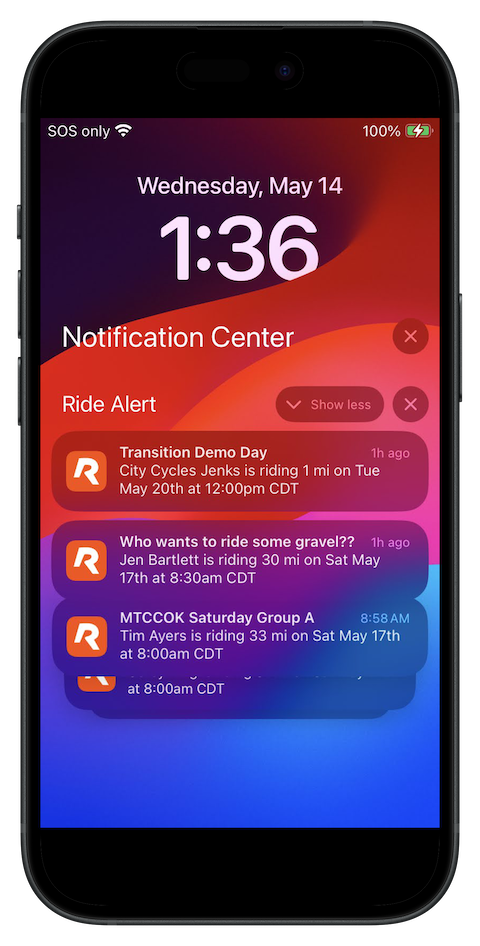 SOS only
100%
Wednesday, May 14
1:36
Notification Center
Ride Alert
Show less
Transition Demo Day
1h ago
City Cycles Jenks is riding 1 mi on Tue
May 20th at 12:00pm CDT
Who wants to ride some gravel??
1h ago
Jen Bartlett is riding 30 mi on Sat May
17th at 8:30am CDT
MTCCOK Saturday Group A
8:58 AM
Tim Ayers is riding 33 mi on Sat May 17th
at 8:00am CDT
at 8:00am CDT